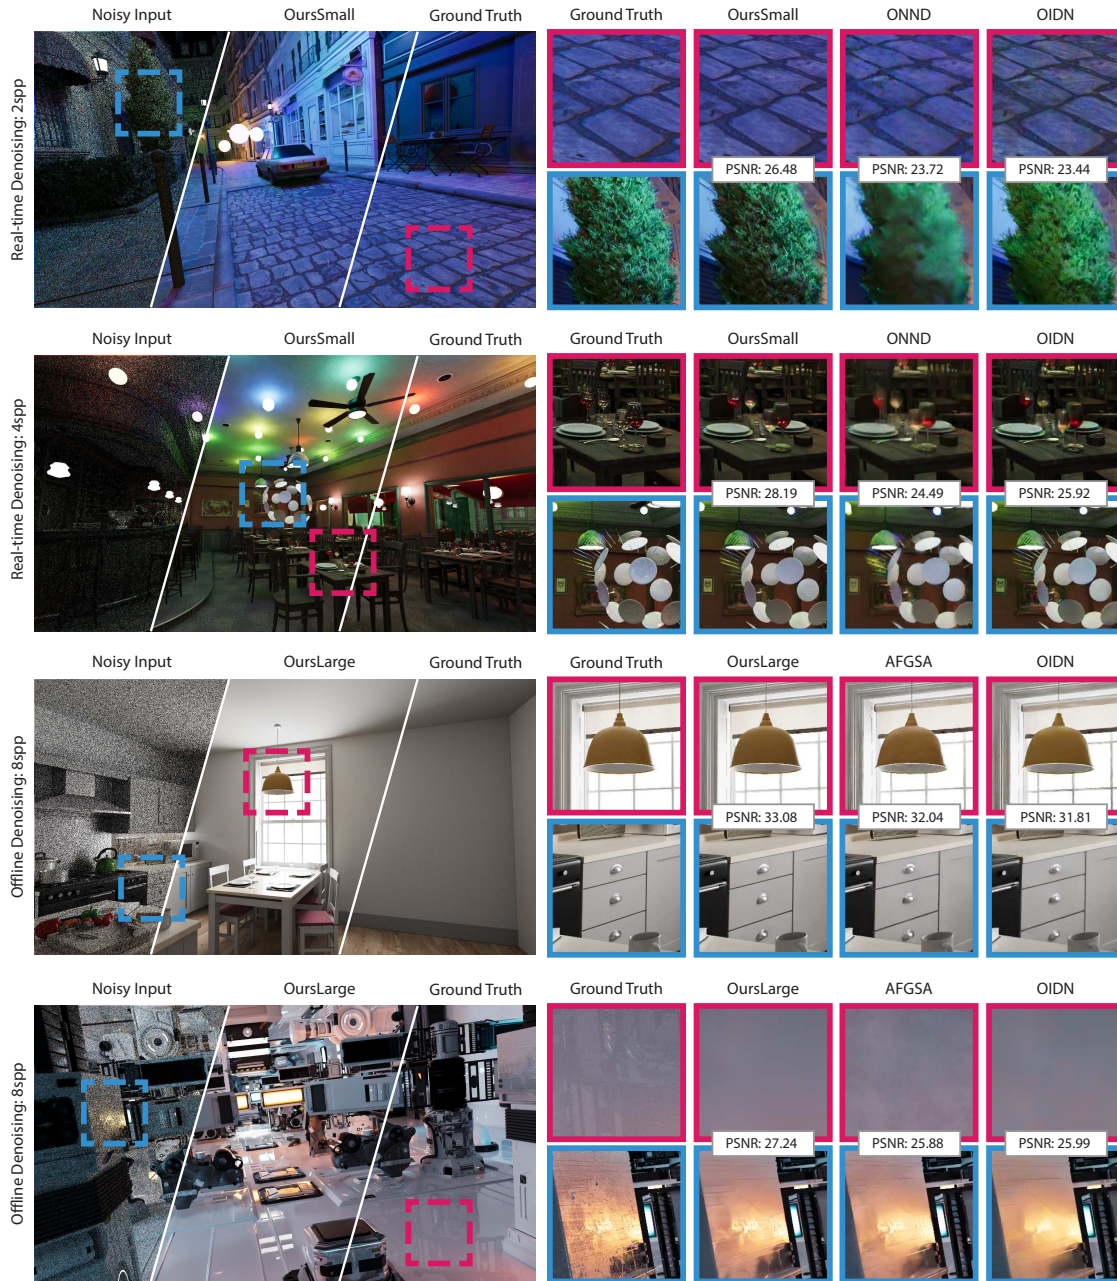 Noisy Input OursSmall Ground Truth Ground Truth OursSmall ONND OIDN
Real-time Denoising: 2spp
PSNR: 26.48 PSNR: 23.72 PSNR: 23.44
Noisy Input OursSmall Ground Truth Ground Truth OursSmall ONND OIDN
Real-time Denoising: 4spp
PSNR: 28.19 PSNR: 24.49 PSNR: 25.92
Noisy Input OursLarge Ground Truth Ground Truth OursLarge AFGSA OIDN
Offline Denoising: 8spp
PSNR: 33.08 PSNR: 32.04 PSNR: 31.81
Noisy Input OursLarge Ground Truth Ground Truth OursLarge AFGSA OIDN
Offline Denoising: 8spp
PSNR: 27.24 PSNR: 25.88 PSNR: 25.99